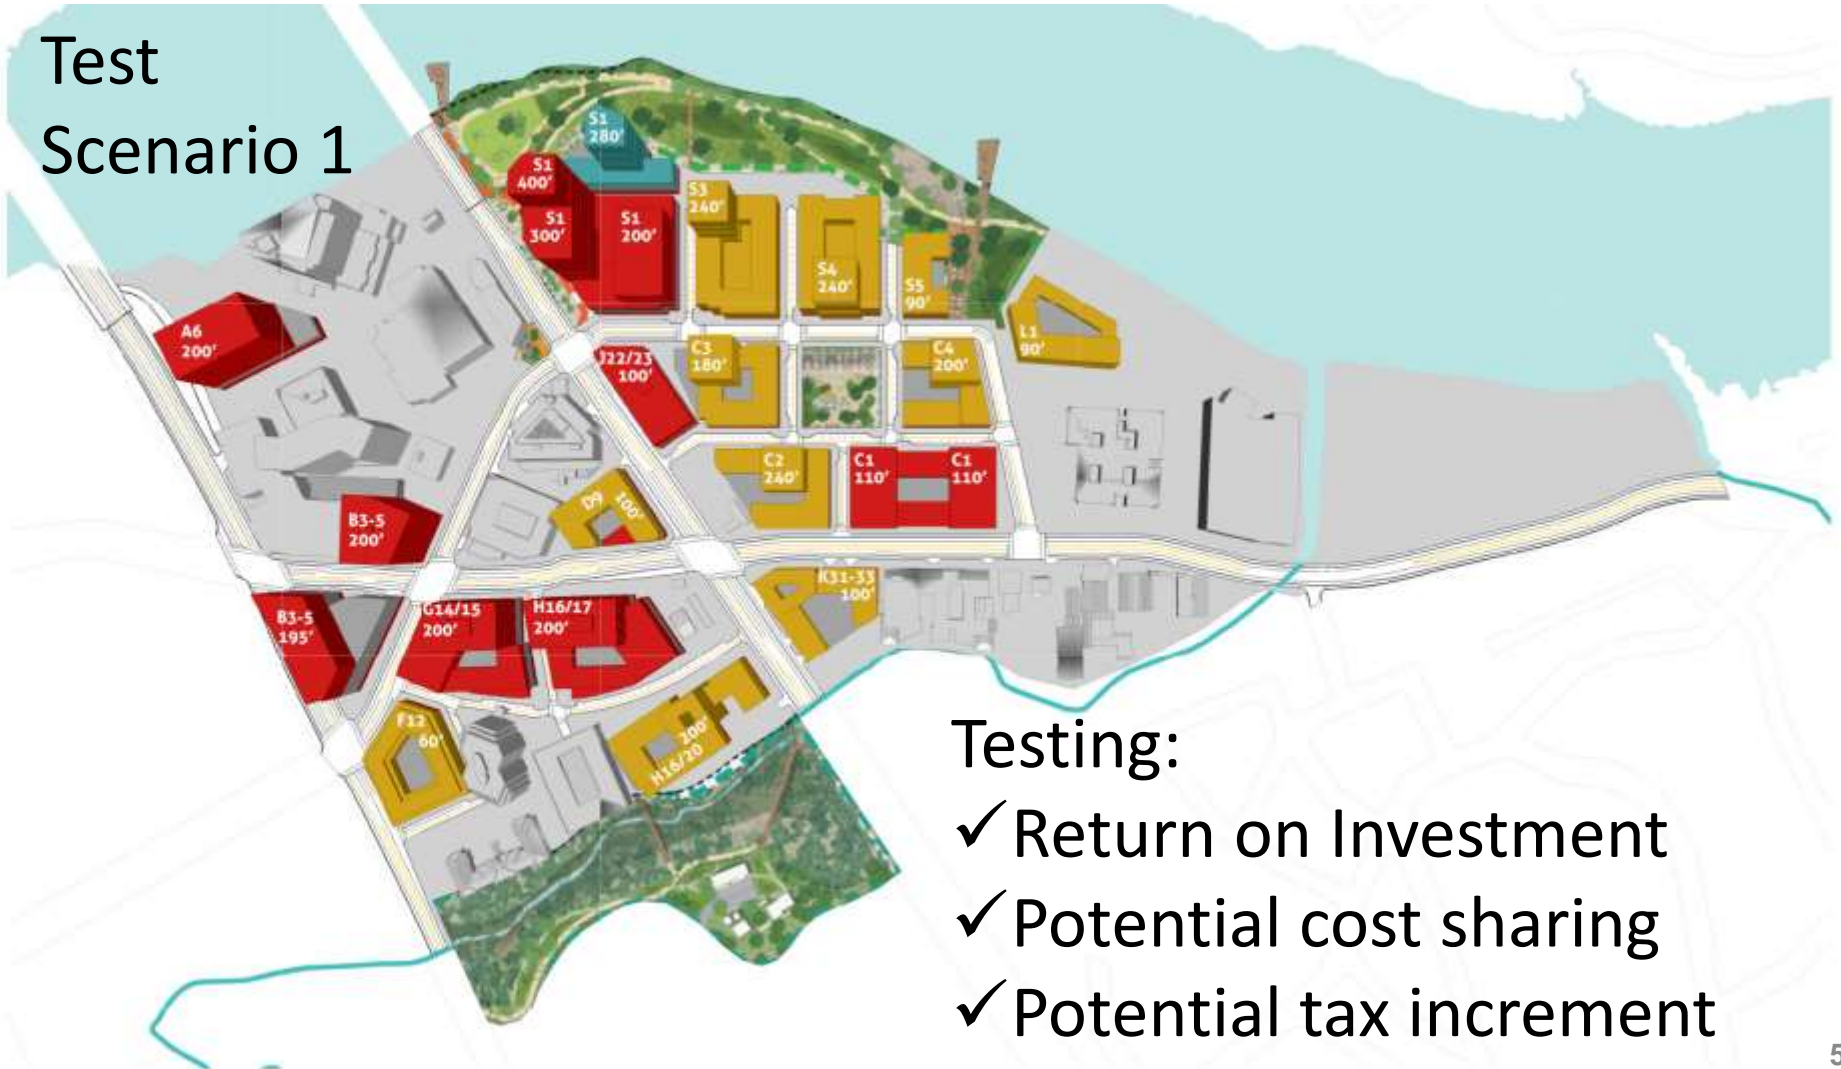 Test
Scenario 1
S1
280'
S1
400'
S1
300'
S1
200'
S3
240'
S4
240'
S5
90'
L1
90'
A6
200'
J22/23
100'
C3
180'
C4
200'
C2
240'
C1
110'
C1
110'
D9
100'
B3-5
200'
B3-5
195'
G14/15
200'
H16/17
200'
K31-33
100'
F12
60'
200'
H16/20
Testing:
✓Return on Investment
✓Potential cost sharing
✓Potential tax increment
5